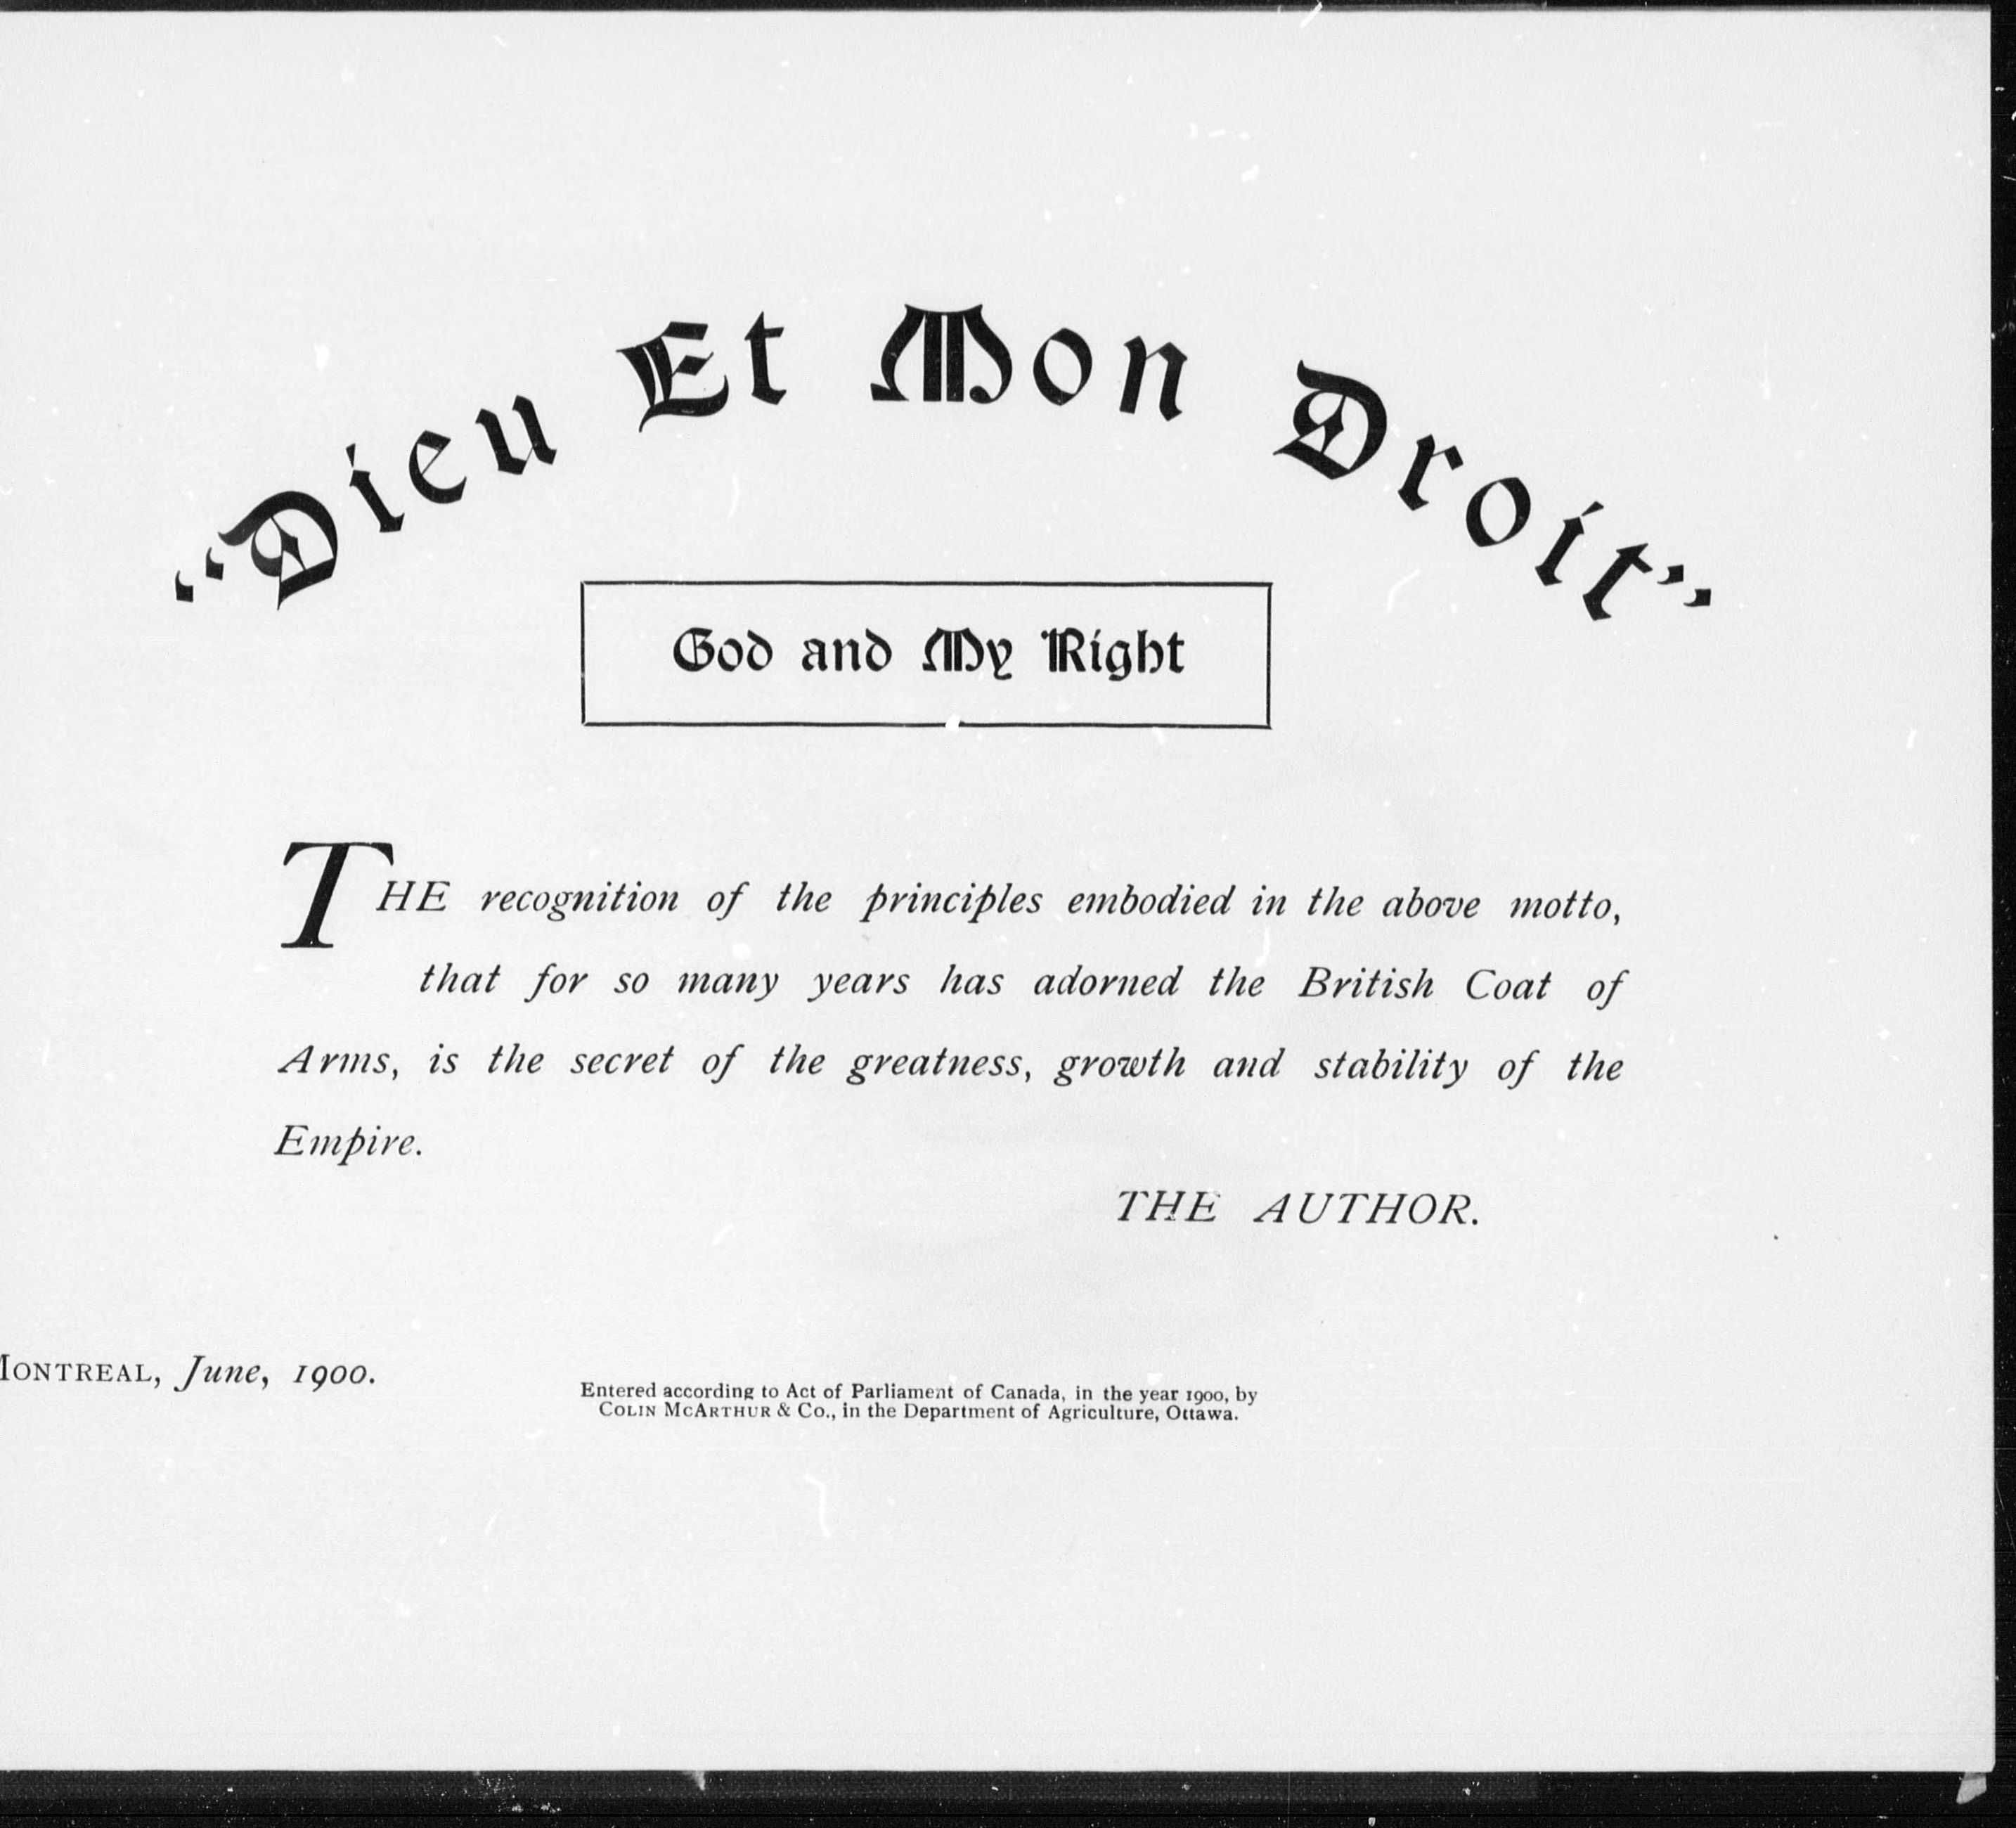 "Dieu Et Mon Droit"
God and My Right
THE recognition of the principles embodied in the above motto,
that for so many years has adorned the British Coat of
Arms, is the secret of the greatness, growth and stability of the
Empire.
THE AUTHOR.
MONTREAL, June, 1900.
Entered according to Act of Parliament of Canada, in the year 1900, by
COLIN MCARTHUR & Co., in the Department of Agriculture, Ottawa.